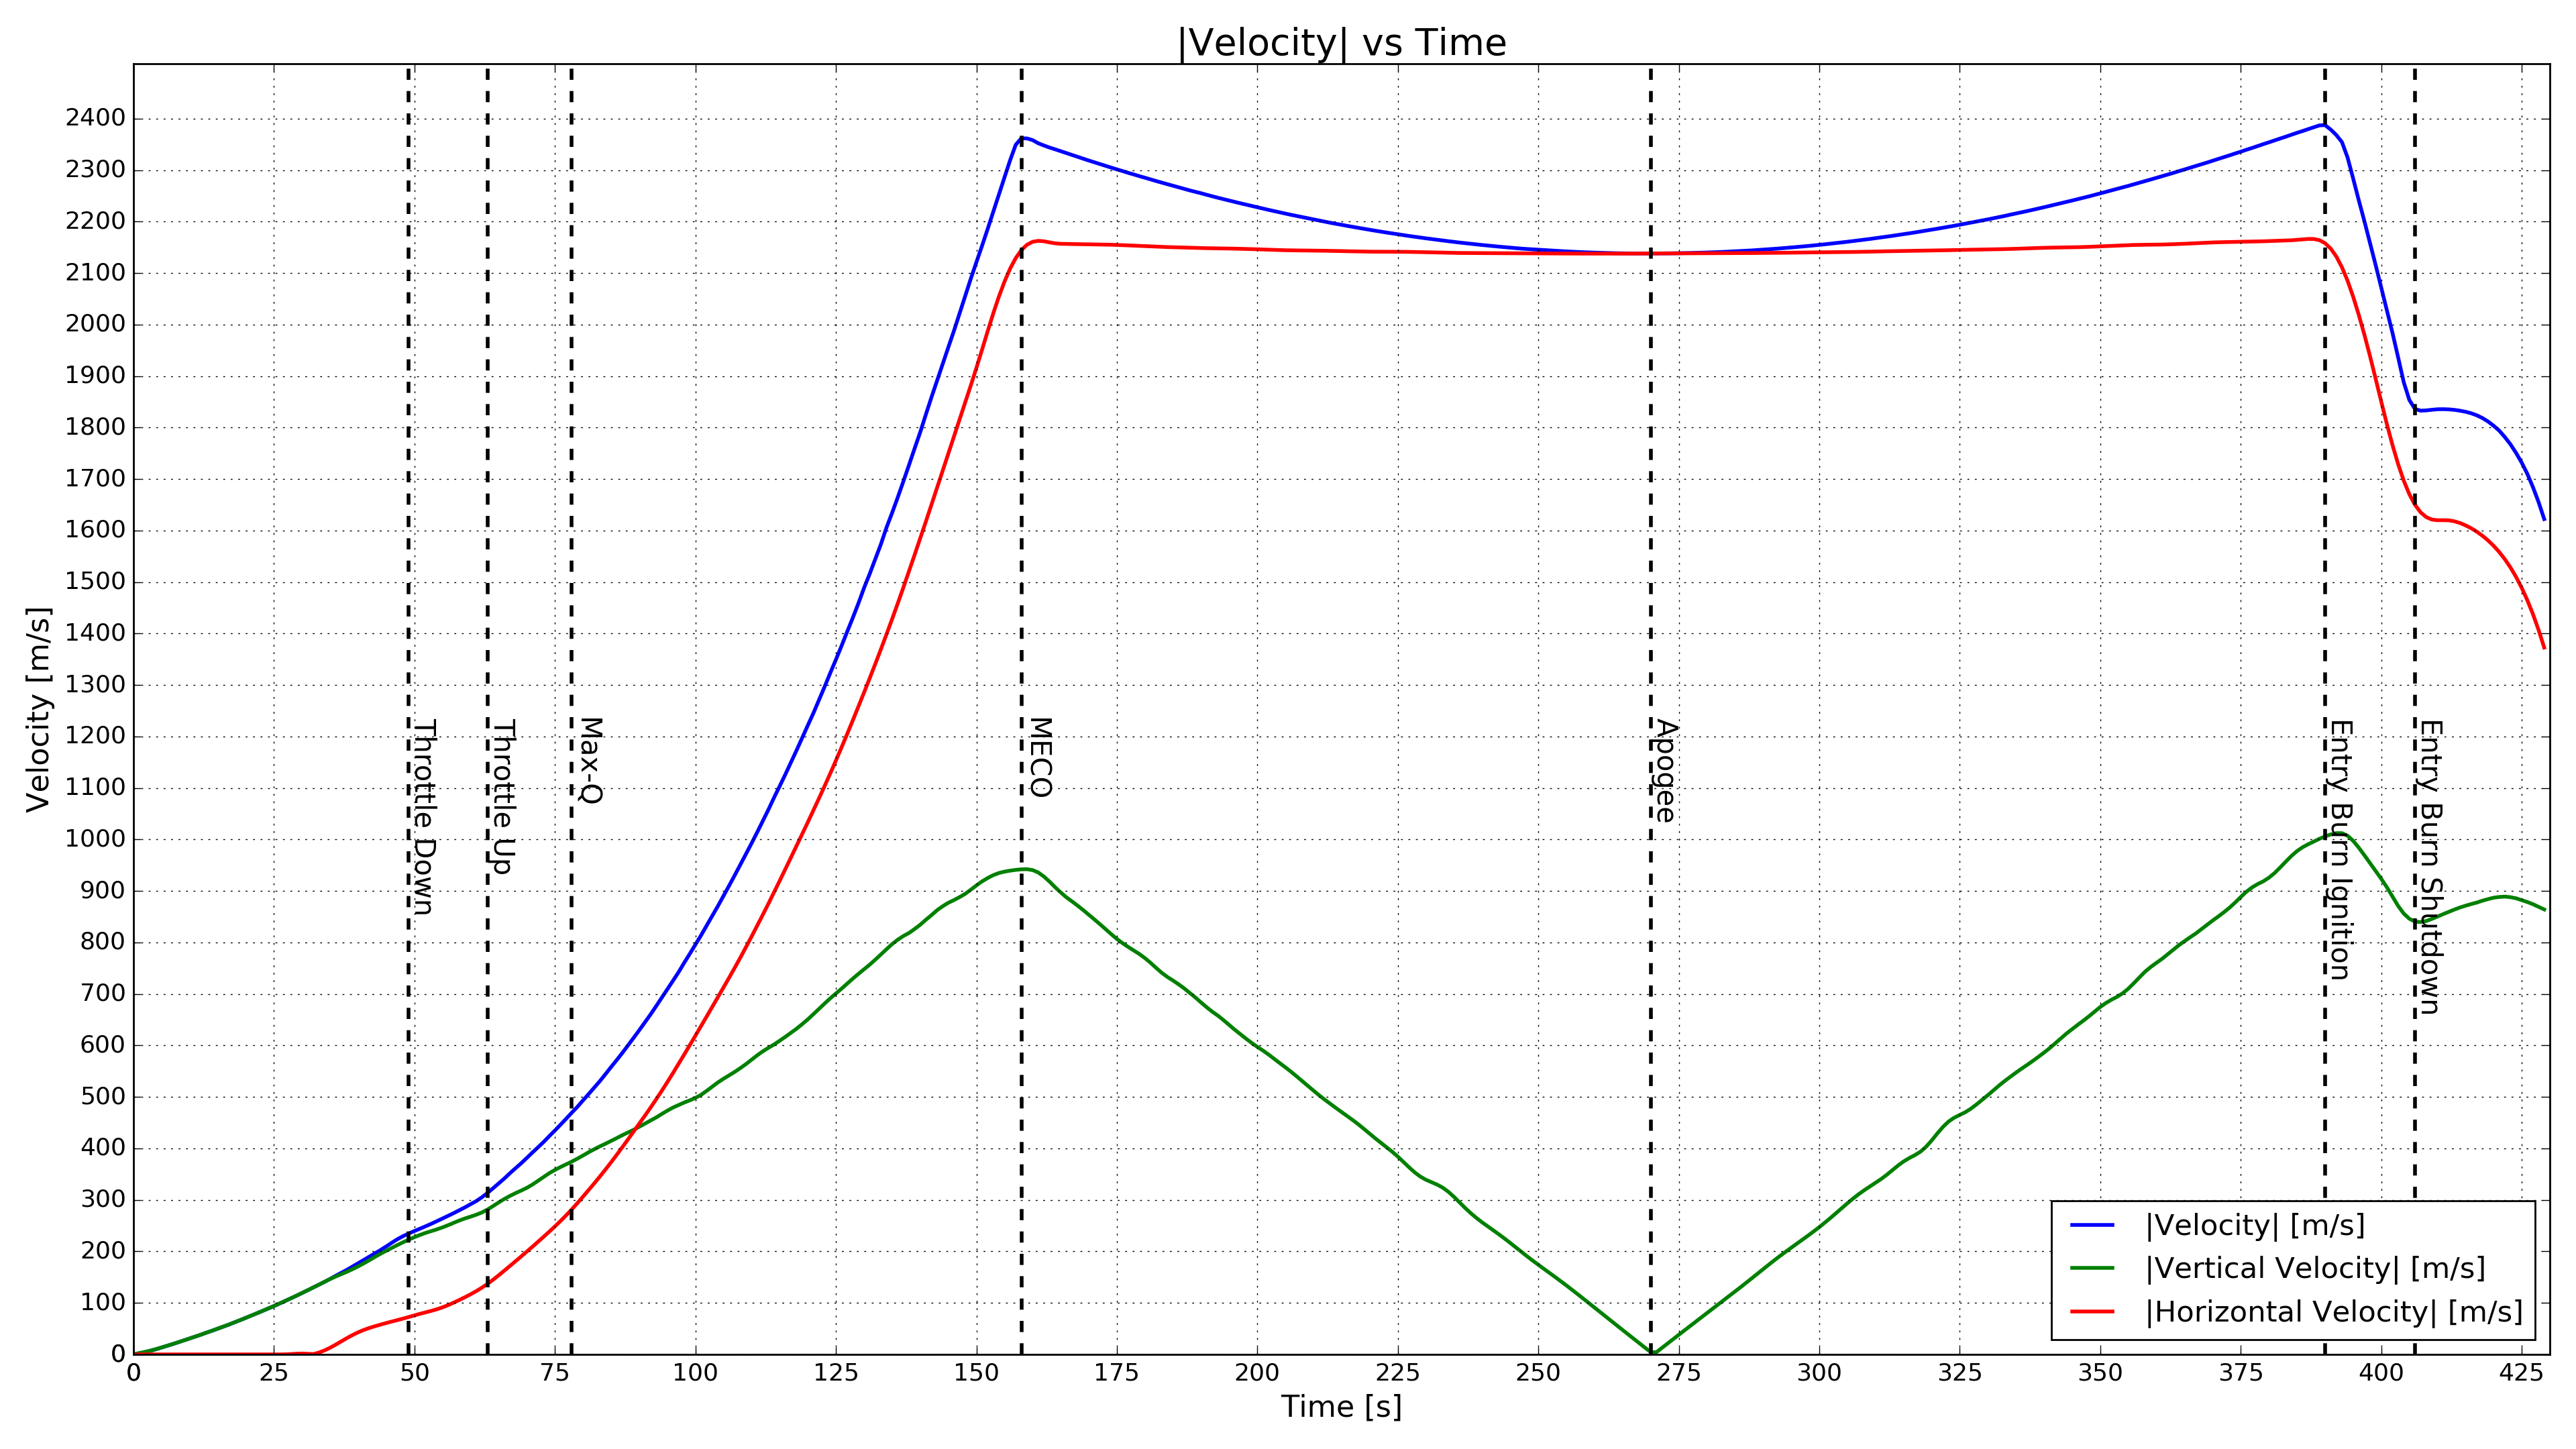 |Velocity| vs Time
Velocity [m/s]
2400
2300
2200
2100
2000
1900
1800
1700
1600
1500
1400
1300
1200
1100
1000
900
800
700
600
500
400
300
200
100
0
Throttle Down
Throttle Up
Max-Q
MECO
Apogee
Entry Burn Ignition
Entry Burn Shutdown
|Velocity| [m/s]
|Vertical Velocity| [m/s]
|Horizontal Velocity| [m/s]
0 25 50 75 100 125 150 175 200 225 250 275 300 325 350 375 400 425
Time [s]